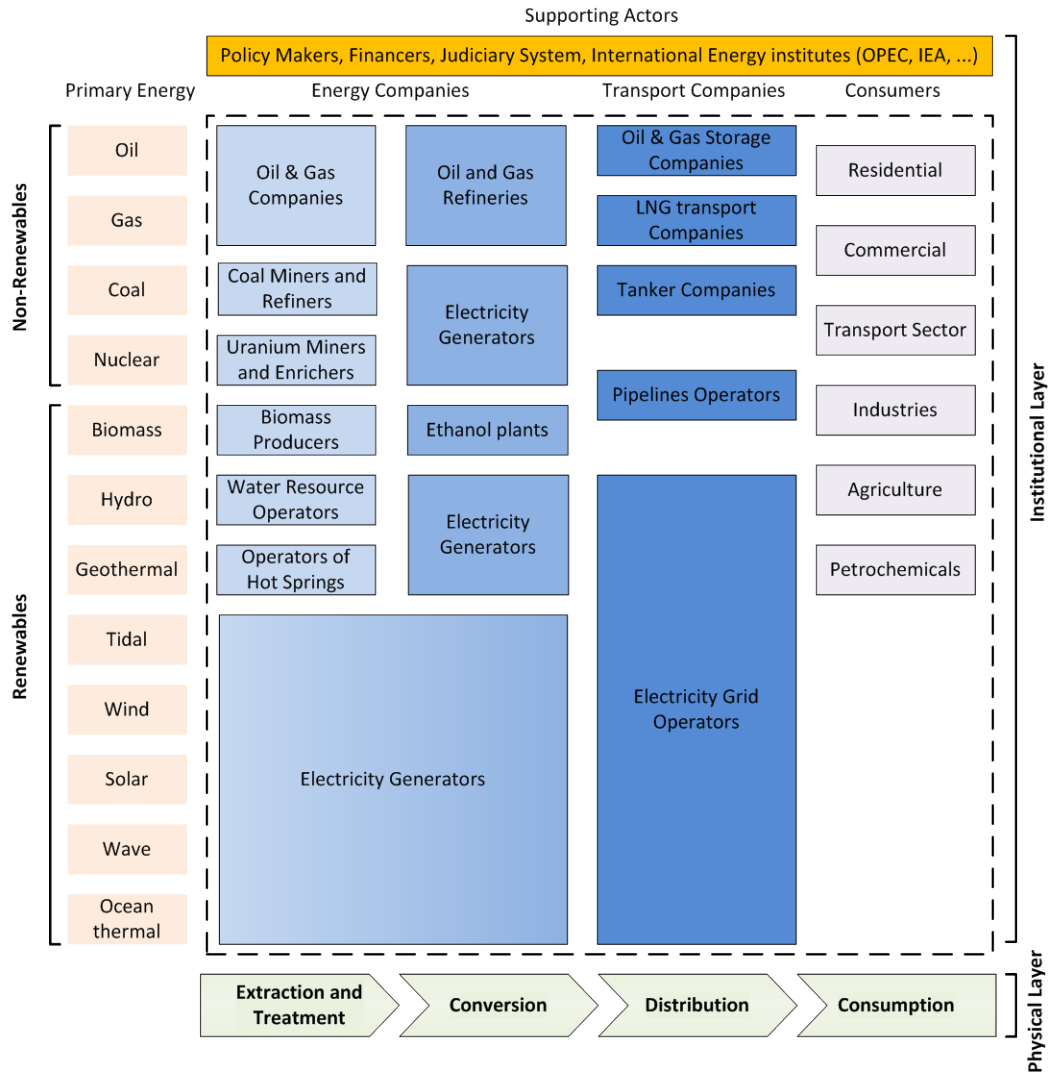 Supporting Actors
Policy Makers, Financers, Judiciary System, International Energy institutes (OPEC, IEA, ...)
Primary Energy
Energy Companies
Transport Companies
Consumers
Non-Renewables
Renewables
Oil
Gas
Coal
Nuclear
Biomass
Hydro
Geothermal
Tidal
Wind
Solar
Wave
Ocean
thermal
Oil & Gas
Companies
Coal Miners and
Refiners
Uranium Miners
and Enrichers
Biomass
Producers
Water Resource
Operators
Operators of
Hot Springs
Oil and Gas
Refineries
Electricity
Generators
Ethanol plants
Electricity
Generators
Electricity Generators
Oil & Gas Storage
Companies
LNG transport
Companies
Tanker Companies
Pipelines Operators
Electricity Grid
Operators
Residential
Commercial
Transport Sector
Industries
Agriculture
Petrochemicals
Institutional Layer
Extraction and
Treatment
Conversion
Distribution
Consumption
Physical Layer